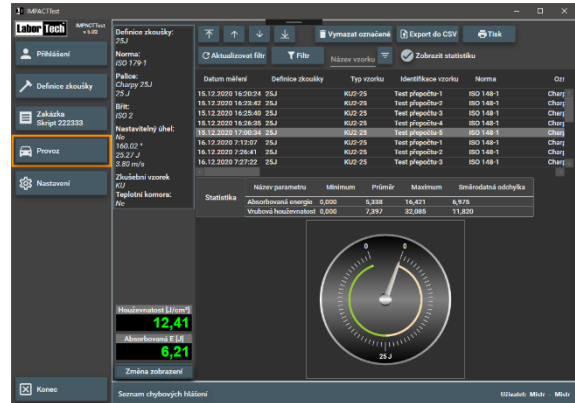 IMPACTTest
Labor Tech
IMPACTTest
v 5.02
Přihlášení
Definice zkoušky
Zakázka
Skript 222333
Provoz
Nastavení
Konec
Definice zkoušky:
25J
Norma:
ISO 179-1
Palice:
Charpy 25J
25 J
Břit:
ISO 2
Nastavitelný úhel:
Ne
160.02 °
25.27 J
3.80 m/s
Zkušební vzorek
KU
Teplotní komora:
Ne
Houževnatost [J/cm²]
12,41
Absorbovaná E [J]
6,21
Změna zobrazení
Vymazat označené
Export do CSV
Tisk
Aktualizovat filtr
Filtr
Název vzorku
Zobrazit statistiku
Datum měření Definice zkoušky Typ vzorku Identifikace vzorku Norma Ozr
15.12.2020 16:20:24 25J KU2-25 Test přepočtu-1 ISO 148-1 Charp
15.12.2020 16:23:42 25J KU2-25 Test přepočtu-2 ISO 148-1 Charp
15.12.2020 16:25:40 25J KU2-25 Test přepočtu-3 ISO 148-1 Charp
15.12.2020 16:26:35 25J KU2-25 Test přepočtu-4 ISO 148-1 Charp
15.12.2020 17:00:34 25J KU2-25 Test přepočtu-5 ISO 148-1 Charp
16.12.2020 7:12:07 25J KU2-25 Test přepočtu-1 ISO 148-1 Charp
16.12.2020 7:26:41 25J KU2-25 Test přepočtu-2 ISO 148-1 Charp
16.12.2020 7:27:22 25J KU2-25 Test přepočtu-3 ISO 148-1 Charp
Statistika
Název parametru Minimum Průměr Maximum Směrodatná odchylka
Absorbovaná energie 0,000 5,338 16,421 6,975
Vrubová houževnatost 0,000 7,397 32,085 11,820
0 0
25 J
Seznam chybových hlášení
Uživatel: Mistr - Mistr